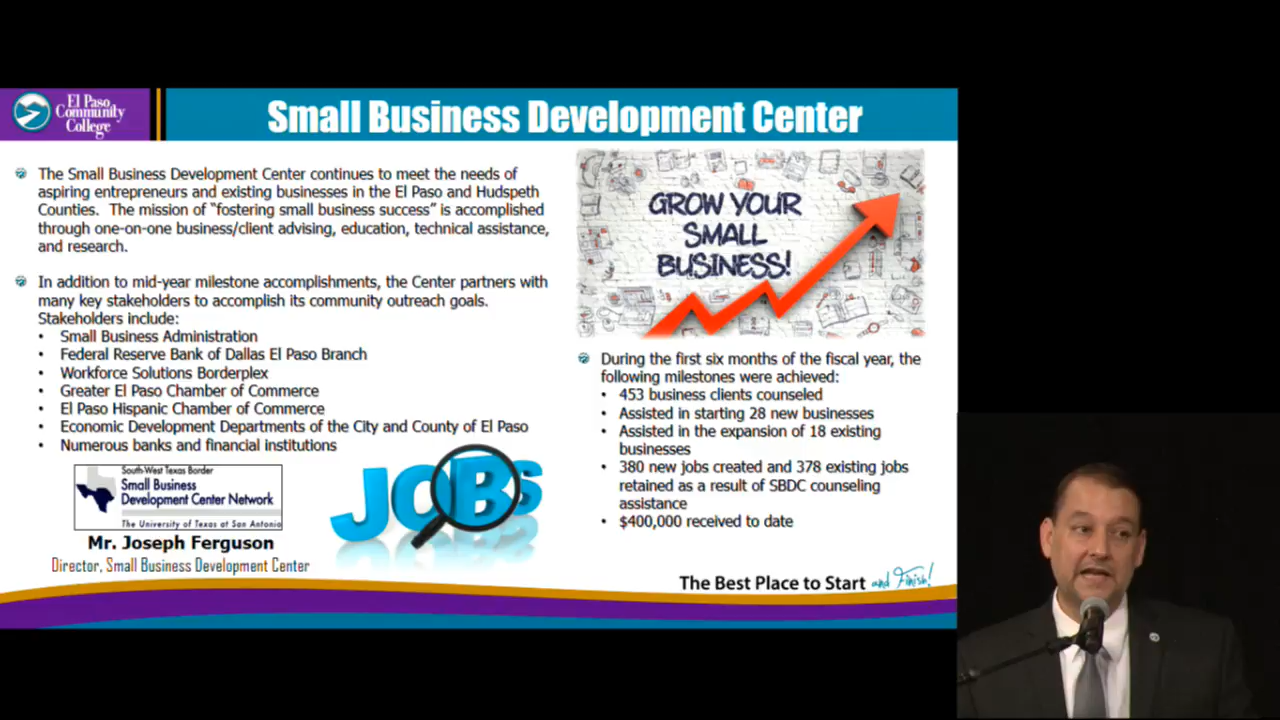 El Paso
Community
College
Small Business Development Center
The Small Business Development Center continues to meet the needs of
aspiring entrepreneurs and existing businesses in the El Paso and Hudspeth
Counties. The mission of “fostering small business success” is accomplished
through one-on-one business/client advising, education, technical assistance,
and research.
In addition to mid-year milestone accomplishments, the Center partners with
many key stakeholders to accomplish its community outreach goals.
Stakeholders include:
• Small Business Administration
• Federal Reserve Bank of Dallas El Paso Branch
• Workforce Solutions Borderplex
• Greater El Paso Chamber of Commerce
• El Paso Hispanic Chamber of Commerce
• Economic Development Departments of the City and County of El Paso
• Numerous banks and financial institutions
South-West Texas Border
Small Business
Development Center Network
The University of Texas at San Antonio
Mr. Joseph Ferguson
Director, Small Business Development Center
JOBS
GROW YOUR
SMALL
BUSINESS!
During the first six months of the fiscal year, the
following milestones were achieved:
• 453 business clients counseled
• Assisted in starting 28 new businesses
• Assisted in the expansion of 18 existing
businesses
• 380 new jobs created and 378 existing jobs
retained as a result of SBDC counseling
assistance
• $400,000 received to date
The Best Place to Start and Finish!